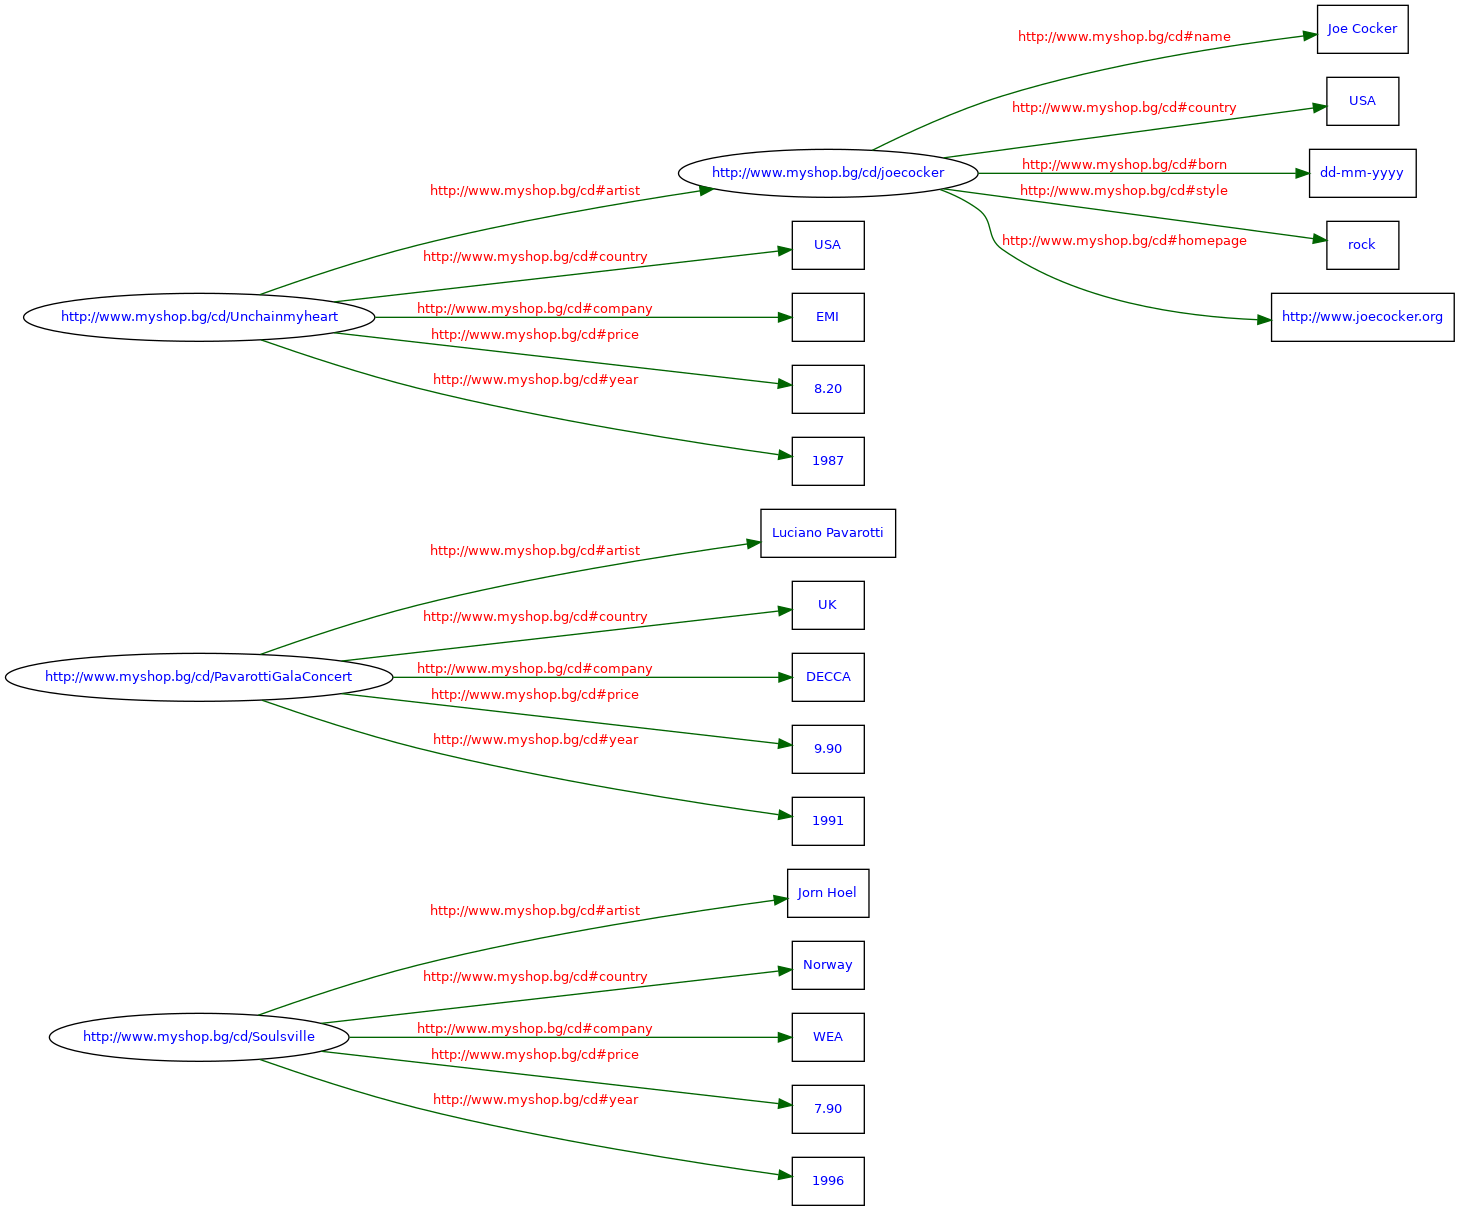 http://www.myshop.bg/cd/Unchainmyheart
http://www.myshop.bg/cd#artist
http://www.myshop.bg/cd/joecocker
http://www.myshop.bg/cd#name
Joe Cocker
http://www.myshop.bg/cd#country
USA
http://www.myshop.bg/cd#born
dd-mm-yyyy
http://www.myshop.bg/cd#style
rock
http://www.myshop.bg/cd#homepage
http://www.joecocker.org
http://www.myshop.bg/cd#country
USA
http://www.myshop.bg/cd#company
EMI
http://www.myshop.bg/cd#price
8.20
http://www.myshop.bg/cd#year
1987
http://www.myshop.bg/cd/PavarottiGalaConcert
http://www.myshop.bg/cd#artist
Luciano Pavarotti
http://www.myshop.bg/cd#country
UK
http://www.myshop.bg/cd#company
DECCA
http://www.myshop.bg/cd#price
9.90
http://www.myshop.bg/cd#year
1991
http://www.myshop.bg/cd/Soulsville
http://www.myshop.bg/cd#artist
Jorn Hoel
http://www.myshop.bg/cd#country
Norway
http://www.myshop.bg/cd#company
WEA
http://www.myshop.bg/cd#price
7.90
http://www.myshop.bg/cd#year
1996